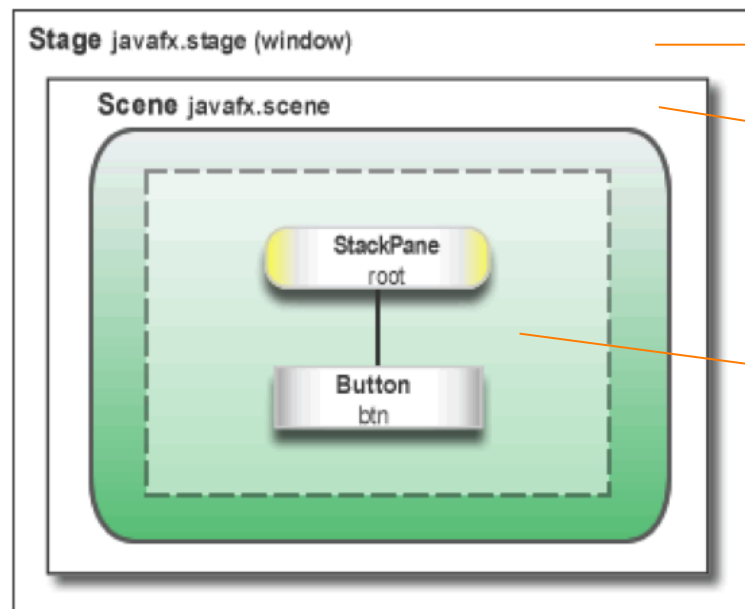 Stage javafx.stage (window)
Scene javafx.scene
StackPane
root
Button
btn